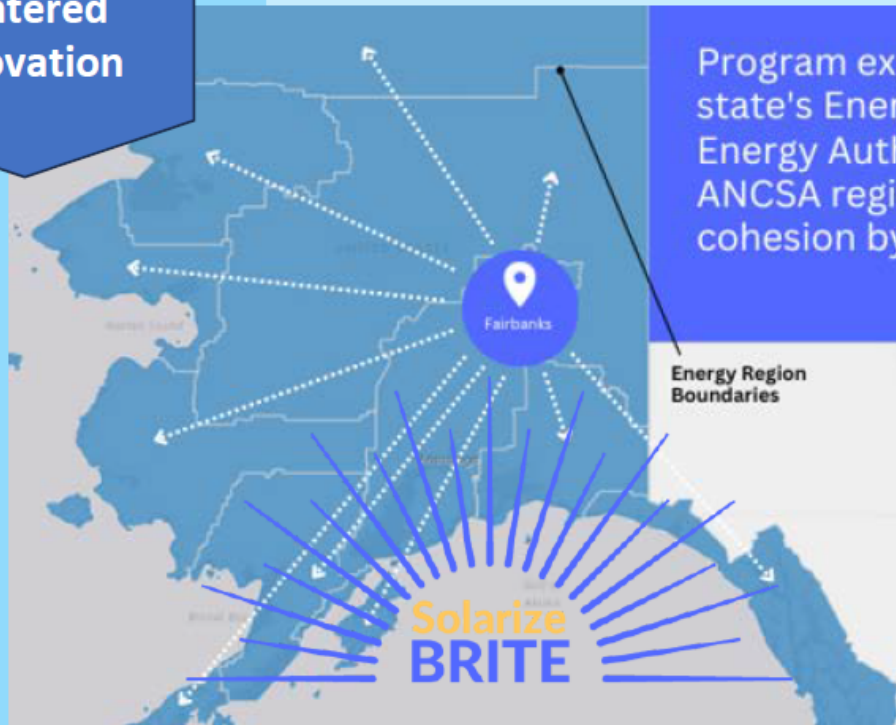 ntered
ovation
Program ex
state's Ener
Energy Auth
ANCSA regi
cohesion by
Fairbanks
Energy Region
Boundaries
Solarize
BRITE